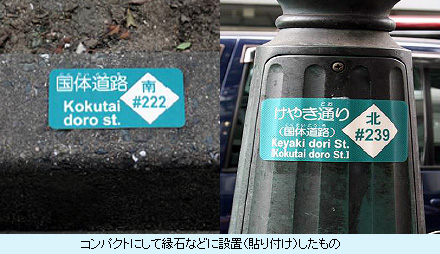 国体道路
Kokutai
doro st.
南
#222
けやき通り
(国体道路)
Keyaki dori St.
[Kokutai doro St.]
北
#239
コンパクトにして縁石などに設置(貼り付け)したもの